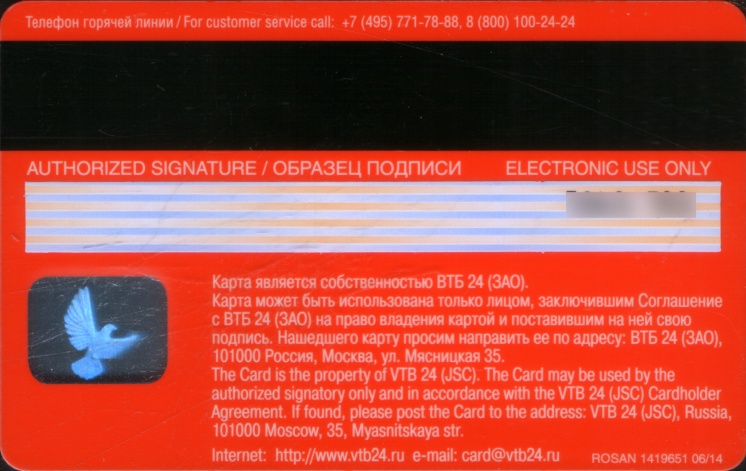 Телефон горячей линии / For customer service call: +7 (495) 771-78-88, 8 (800) 100-24-24
AUTHORIZED SIGNATURE / ОБРАЗЕЦ ПОДПИСИ ELECTRONIC USE ONLY
Карта является собственностью ВТБ 24 (ЗАО).
Карта может быть использована только лицом, заключившим Соглашение
с ВТБ 24 (ЗАО) на право владения картой и поставившим на ней свою
подпись. Нашедшего карту просим направить ее по адресу: ВТБ 24 (ЗАО),
101000 Россия, Москва, ул. Мясницкая 35.
The Card is the property of VTB 24 (JSC). The Card may be used by the
authorized signatory only and in accordance with the VTB 24 (JSC) Cardholder
Agreement. If found, please post the Card to the address: VTB 24 (JSC), Russia,
101000 Moscow, 35, Myasnitskaya str.
Internet: http://www.vtb24.ru e-mail: card@vtb24.ru
ROSAN 1419651 06/14